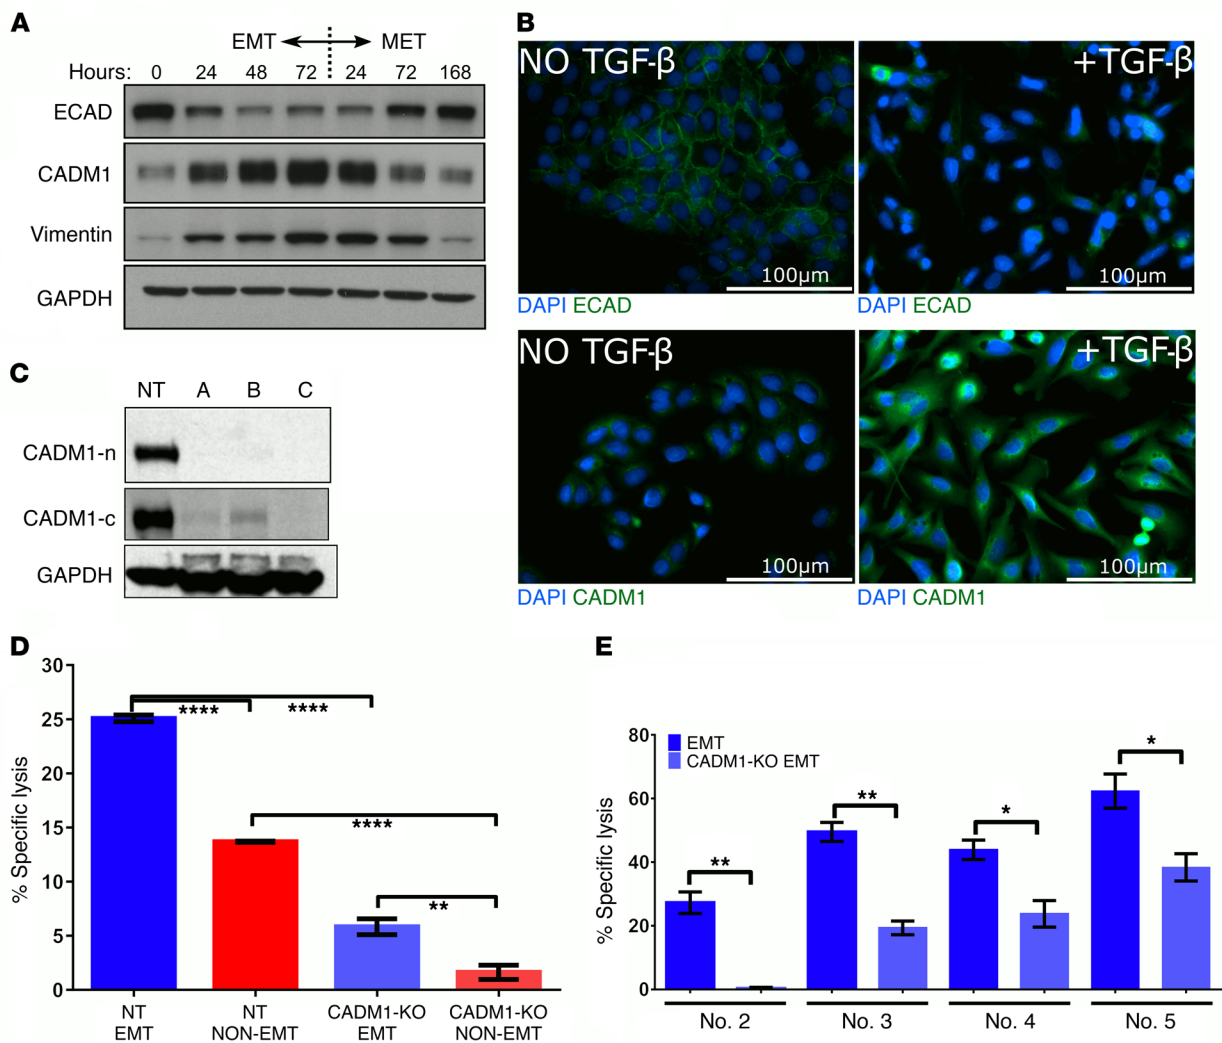 A
EMT MET
Hours: 0 24 48 72 24 72 168
ECAD
CADM1
Vimentin
GAPDH
B
NO TGF-β
100μm
DAPI ECAD
+TGF-β
100μm
DAPI ECAD
NO TGF-β
100μm
DAPI CADM1
+TGF-β
100μm
DAPI CADM1
C
NT A B C
CADM1-n
CADM1-c
GAPDH
D
% Specific lysis
30
25
20
15
10
5
0
**** ****
****
**
NT EMT
NT NON-EMT
CADM1-KO EMT
CADM1-KO NON-EMT
E
% Specific lysis
80
60
40
20
0
EMT
CADM1-KO EMT
**
**
*
*
No. 2 No. 3 No. 4 No. 5